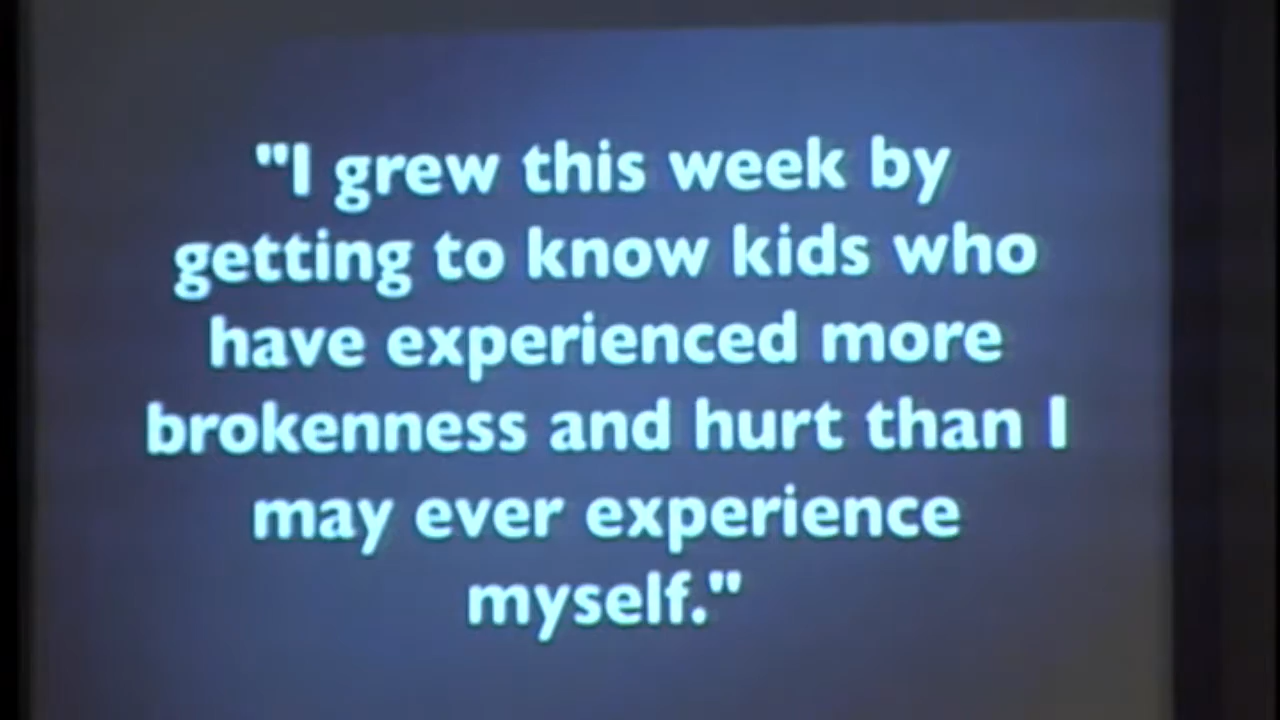 "I grew this week by
getting to know kids who
have experienced more
brokenness and hurt than I
may ever experience
myself."